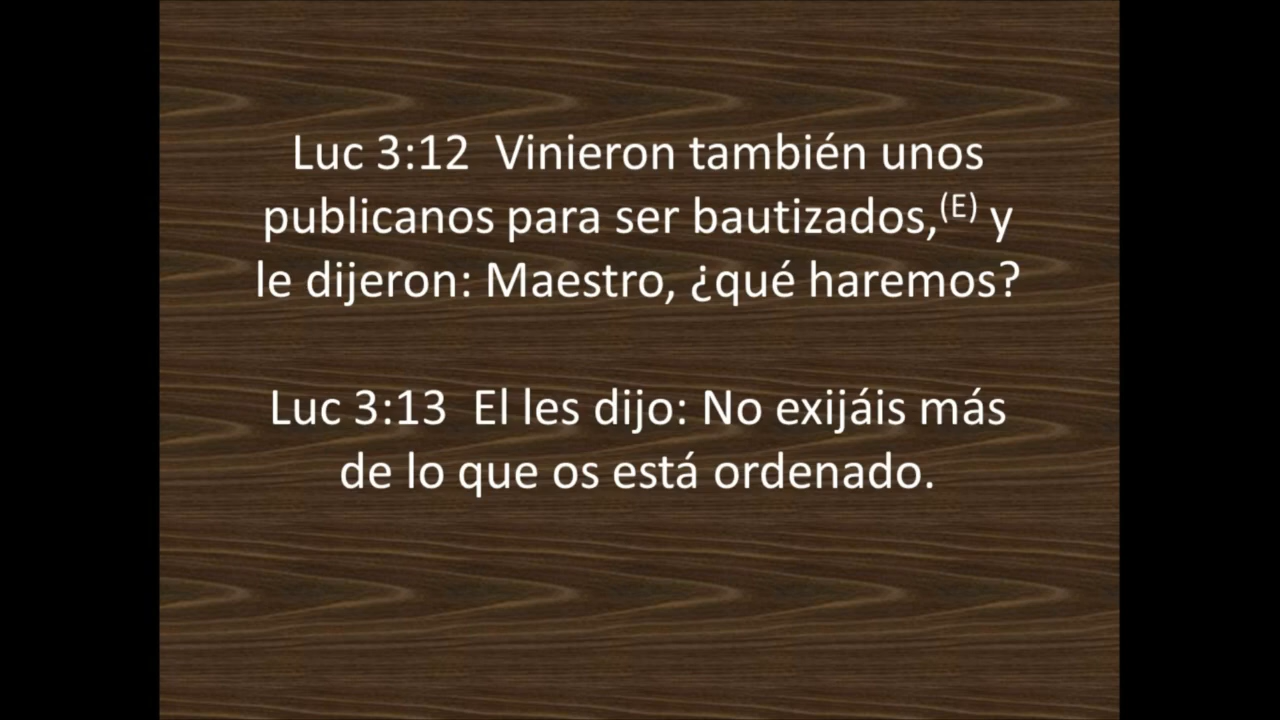 Luc 3:12  Vinieron también unos
publicanos para ser bautizados,(E) y
le dijeron: Maestro, ¿qué haremos?
Luc 3:13  El les dijo: No exijáis más
de lo que os está ordenado.